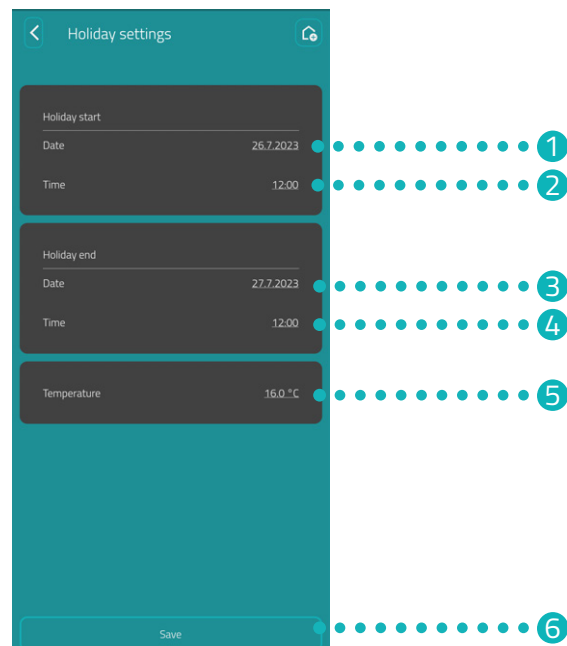 Holiday settings
Holiday start
Date 26.7.2023 1
Time 12:00 2
Holiday end
Date 27.7.2023 3
Time 12:00 4
Temperature 16.0 °C 5
Save 6